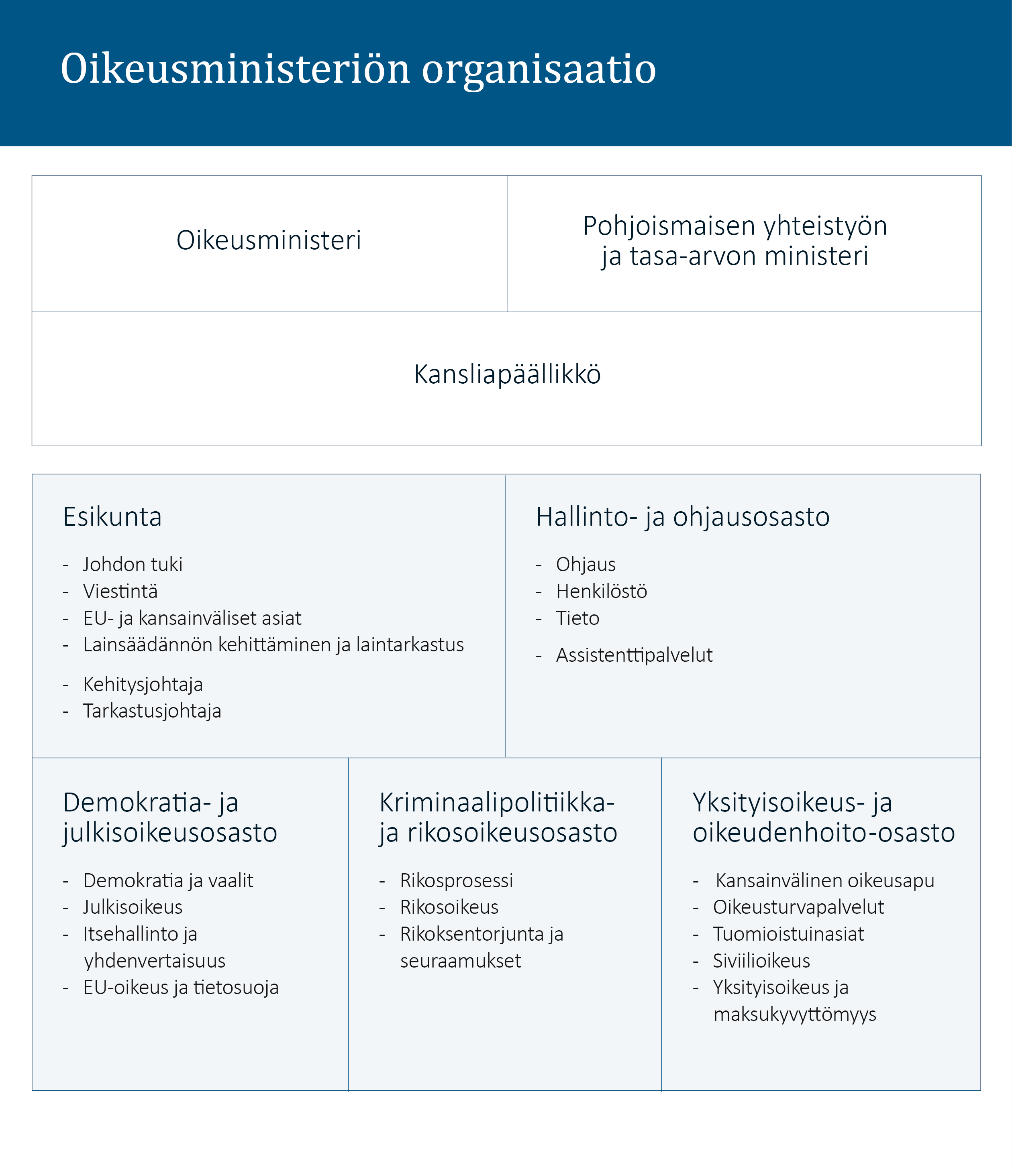 Oikeusministeriön organisaatio
Oikeusministeri
Pohjoismaisen yhteistyön
ja tasa-arvon ministeri
Kansliapäällikkö
Esikunta
- Johdon tuki
- Viestintä
- EU- ja kansainväliset asiat
- Lainsäädännön kehittäminen ja laintarkastus
- Kehitysjohtaja
- Tarkastusjohtaja
Hallinto- ja ohjausosasto
- Ohjaus
- Henkilöstö
- Tieto
- Assistenttipalvelut
Demokratia- ja
julkisoikeusosasto
- Demokratia ja vaalit
- Julkisoikeus
- Itsehallinto ja
yhdenvertaisuus
- EU-oikeus ja tietosuoja
Kriminaalipolitiikka-
ja rikosoikeusosasto
- Rikosprosessi
- Rikosoikeus
- Rikoksentorjunta ja
seuraamukset
Yksityisoikeus- ja
oikeudenhoito-osasto
- Kansainvälinen oikeusapu
- Oikeusturvapalvelut
- Tuomioistuinasiat
- Siviilioikeus
- Yksityisoikeus ja
maksukyvyttömyys